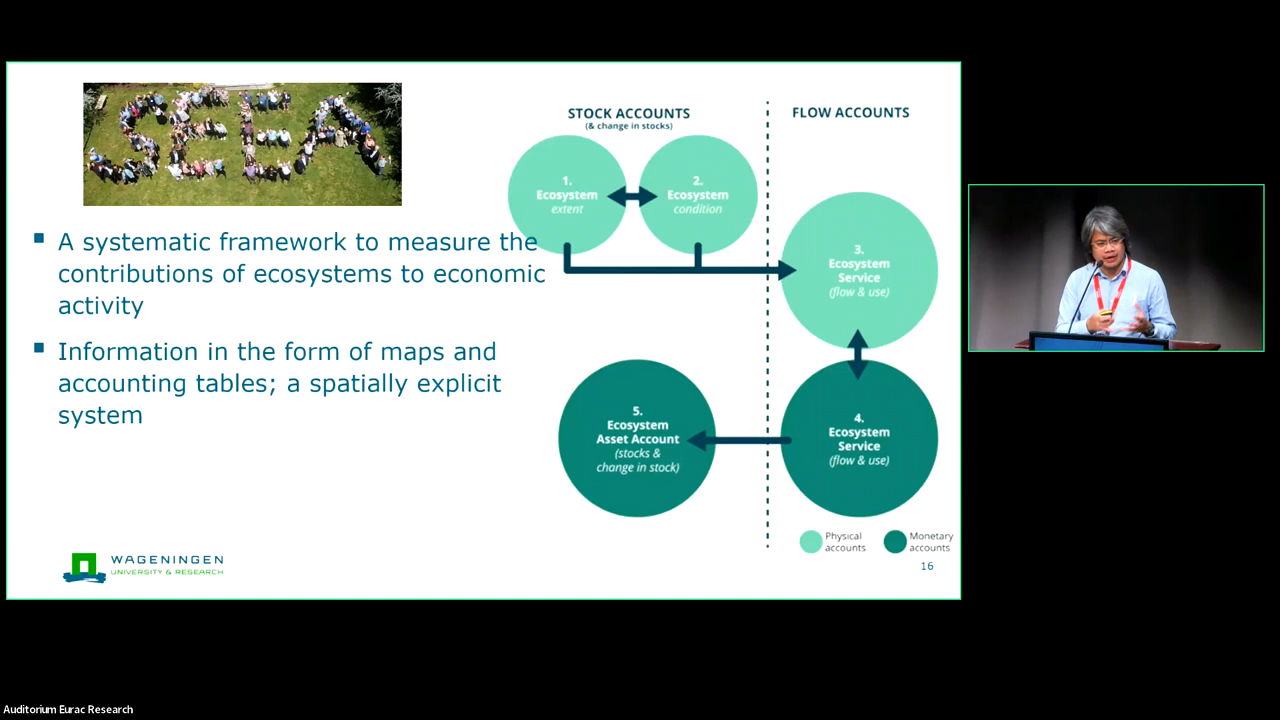 SEEA
A systematic framework to measure the
contributions of ecosystems to economic
activity
Information in the form of maps and
accounting tables; a spatially explicit
system
STOCK ACCOUNTS
(& change in stocks)
FLOW ACCOUNTS
1.
Ecosystem
extent
2.
Ecosystem
condition
3.
Ecosystem
Service
(flow & use)
4.
Ecosystem
Service
(flow & use)
5.
Ecosystem
Asset Account
(stocks &
change in stock)
Physical
accounts
Monetary
accounts
WAGENINGEN
UNIVERSITY & RESEARCH
16
Auditorium Eurac Research